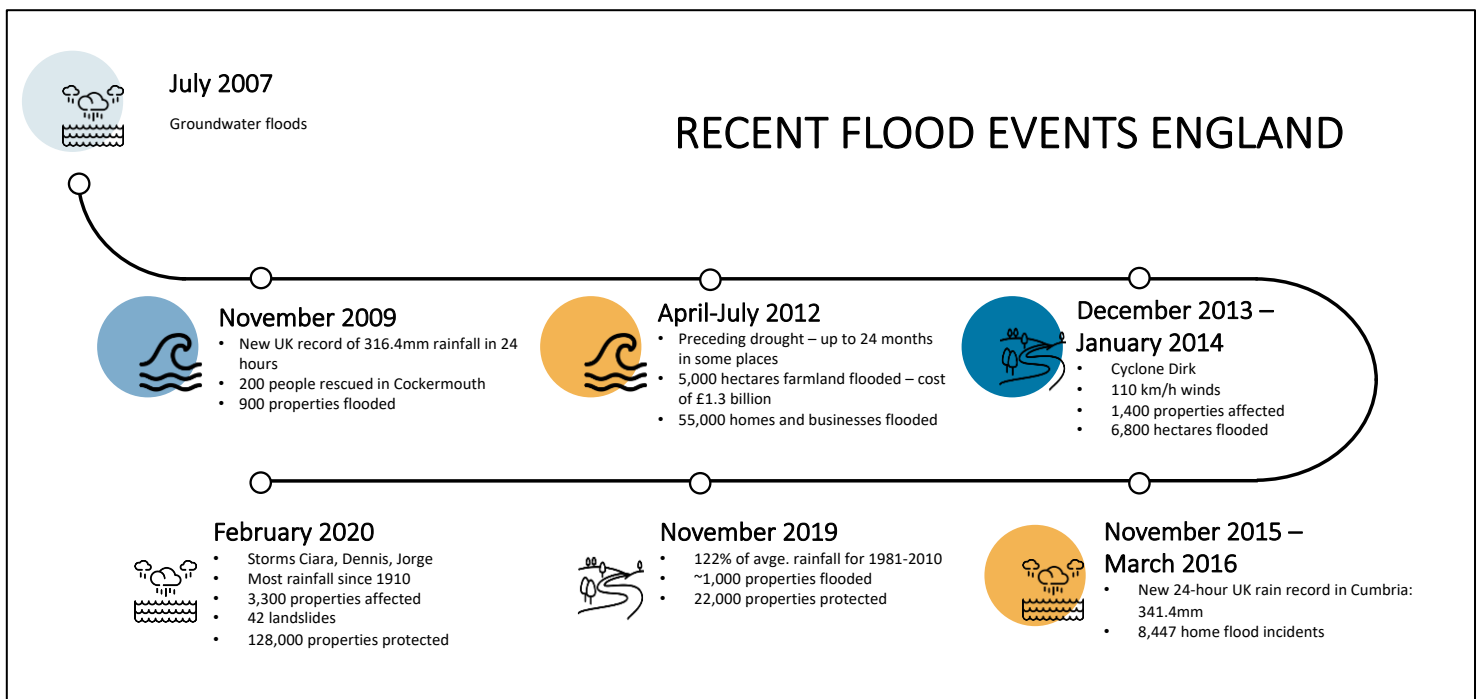 July 2007
Groundwater floods
RECENT FLOOD EVENTS ENGLAND
November 2009
• New UK record of 316.4mm rainfall in 24
hours
• 200 people rescued in Cockermouth
• 900 properties flooded
April-July 2012
• Preceding drought – up to 24 months
in some places
• 5,000 hectares farmland flooded – cost
of £1.3 billion
• 55,000 homes and businesses flooded
December 2013 –
January 2014
• Cyclone Dirk
• 110 km/h winds
• 1,400 properties affected
• 6,800 hectares flooded
February 2020
• Storms Ciara, Dennis, Jorge
• Most rainfall since 1910
• 3,300 properties affected
• 42 landslides
• 128,000 properties protected
November 2019
• 122% of avge. rainfall for 1981-2010
• ~1,000 properties flooded
• 22,000 properties protected
November 2015 –
March 2016
• New 24-hour UK rain record in Cumbria:
341.4mm
• 8,447 home flood incidents